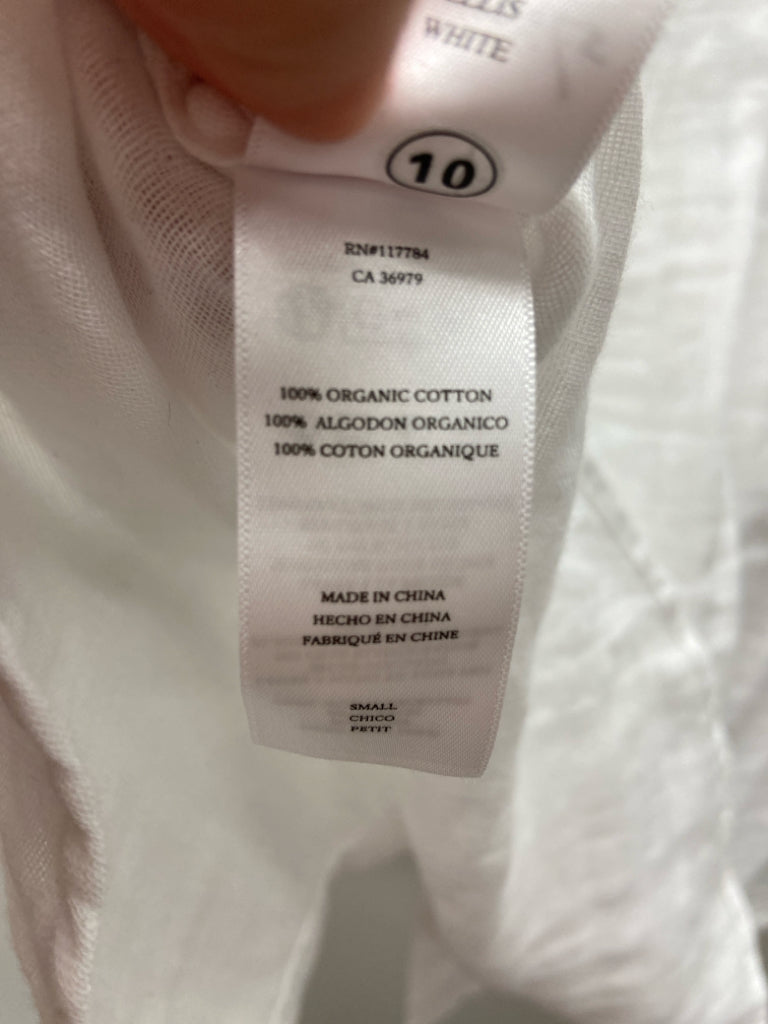 WHITE
10
RN#117784
CA 36979
100% ORGANIC COTTON
100% ALGODON ORGANICO
100% COTON ORGANIQUE
MADE IN CHINA
HECHO EN CHINA
FABRIQUÉ EN CHINE
SMALL
CHICO
PETIT